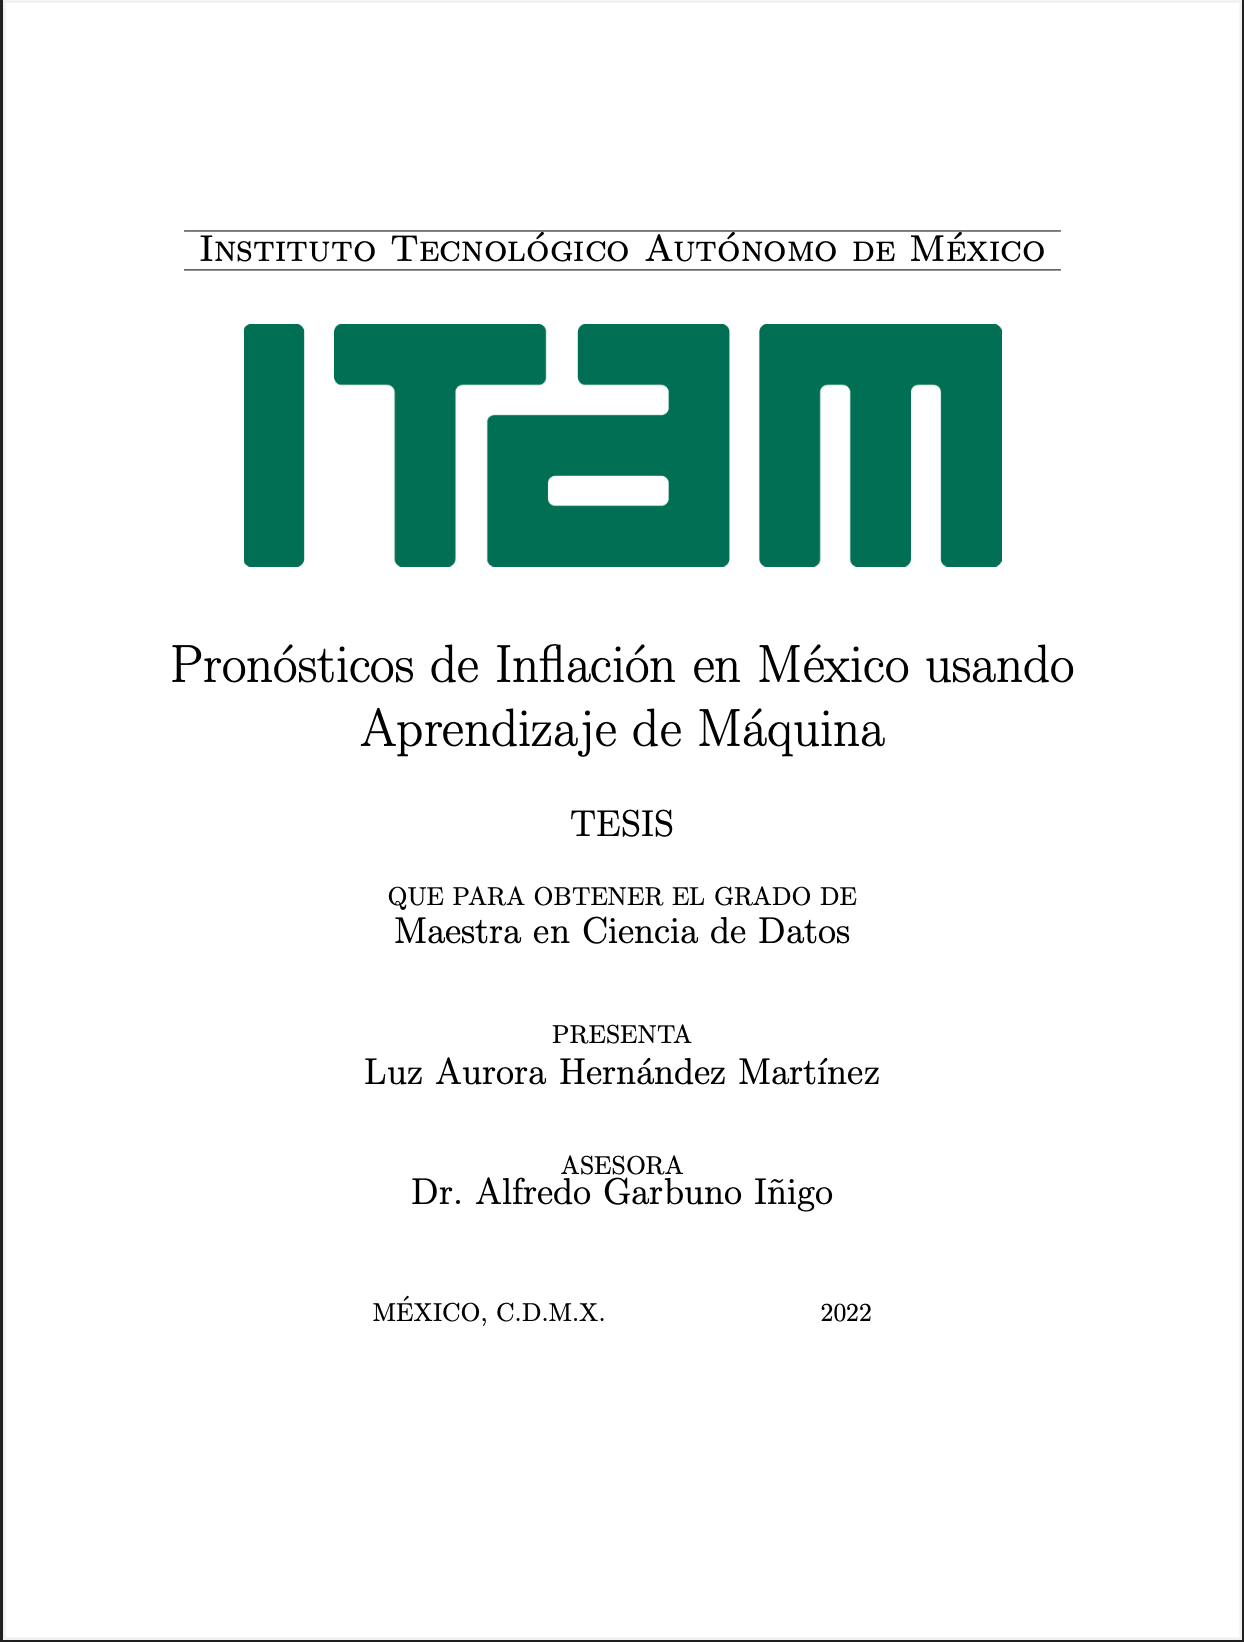 Instituto Tecnológico Autónomo de México
ITAM
Pronósticos de Inflación en México usando
Aprendizaje de Máquina
TESIS
QUE PARA OBTENER EL GRADO DE
Maestra en Ciencia de Datos
PRESENTA
Luz Aurora Hernández Martínez
ASESORA
Dr. Alfredo Garbuno Iñigo
MÉXICO, C.D.M.X. 2022